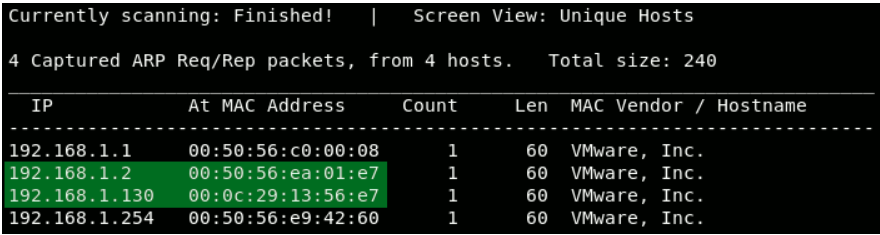 Currently scanning: Finished!   |   Screen View: Unique Hosts
4 Captured ARP Req/Rep packets, from 4 hosts.   Total size: 240
_____________________________________________________________________________
  IP            At MAC Address     Count     Len  MAC Vendor / Hostname
-----------------------------------------------------------------------------
192.168.1.1     00:50:56:c0:00:08      1      60  VMware, Inc.
192.168.1.2     00:50:56:ea:01:e7      1      60  VMware, Inc.
192.168.1.130   00:0c:29:13:56:e7      1      60  VMware, Inc.
192.168.1.254   00:50:56:e9:42:60      1      60  VMware, Inc.